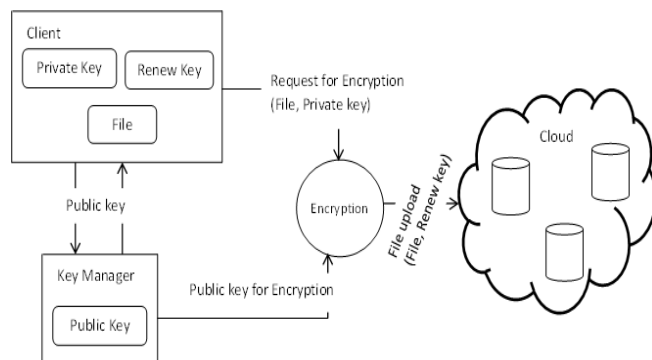 Client
Private Key
Renew Key
File
Request for Encryption
(File, Private key)
Public key
Encryption
File upload
(File, Renew key)
Cloud
Key Manager
Public Key
Public key for Encryption